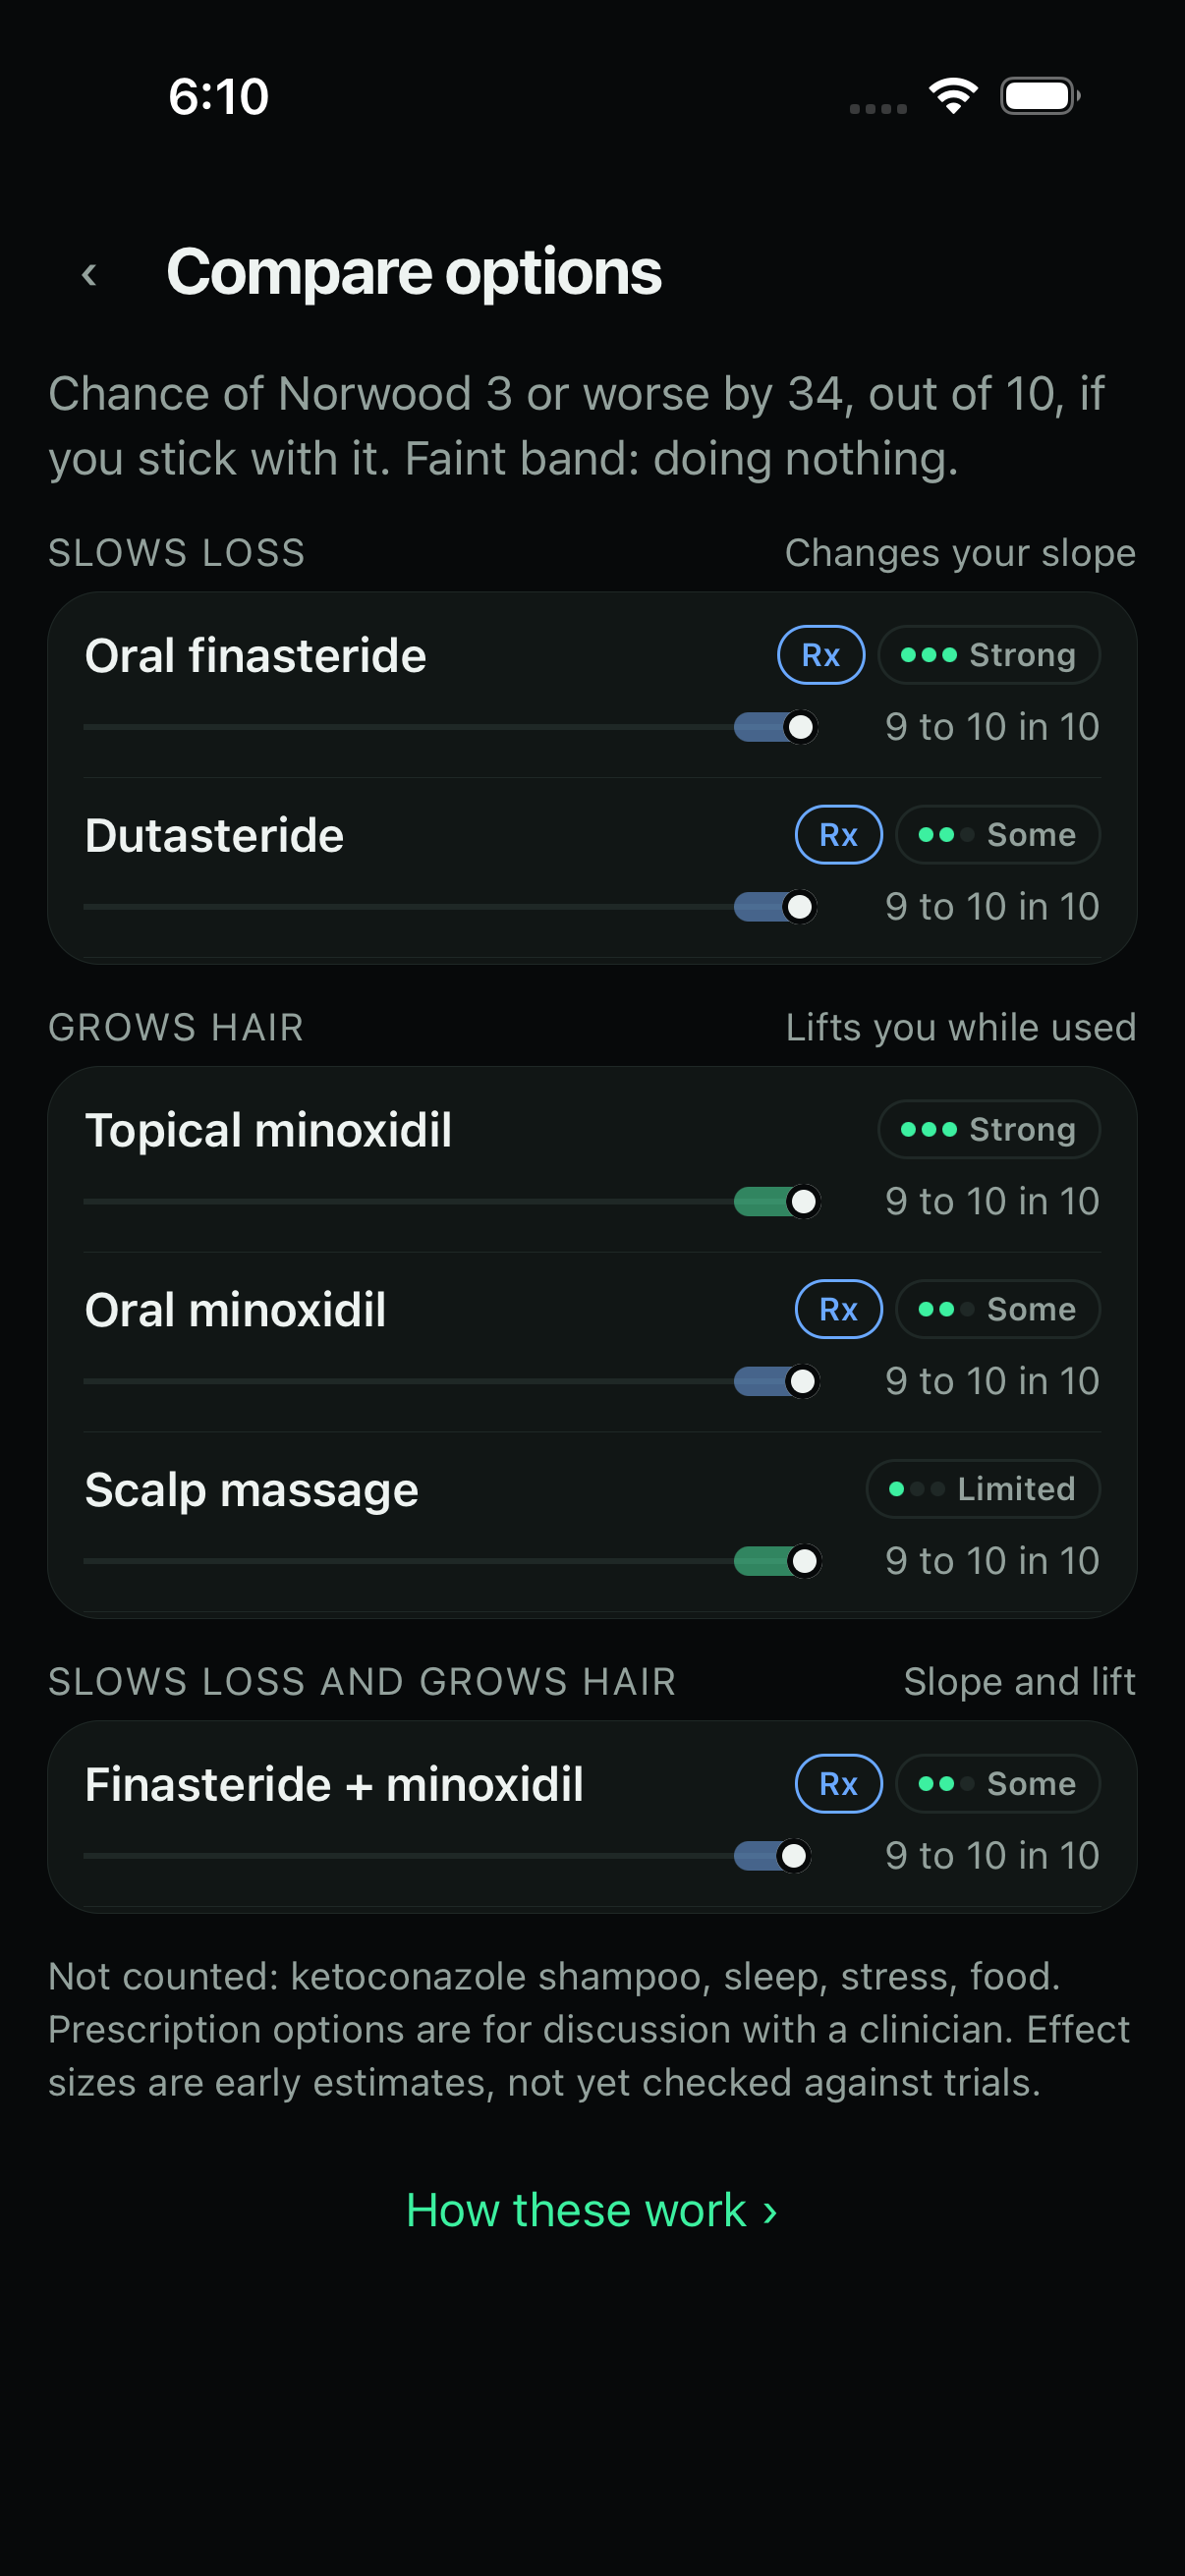 6:10
‹ Compare options
Chance of Norwood 3 or worse by 34, out of 10, if
you stick with it. Faint band: doing nothing.
SLOWS LOSS Changes your slope
Oral finasteride Rx Strong
9 to 10 in 10
Dutasteride Rx Some
9 to 10 in 10
GROWS HAIR Lifts you while used
Topical minoxidil Strong
9 to 10 in 10
Oral minoxidil Rx Some
9 to 10 in 10
Scalp massage Limited
9 to 10 in 10
SLOWS LOSS AND GROWS HAIR Slope and lift
Finasteride + minoxidil Rx Some
9 to 10 in 10
Not counted: ketoconazole shampoo, sleep, stress, food.
Prescription options are for discussion with a clinician. Effect
sizes are early estimates, not yet checked against trials.
How these work ›